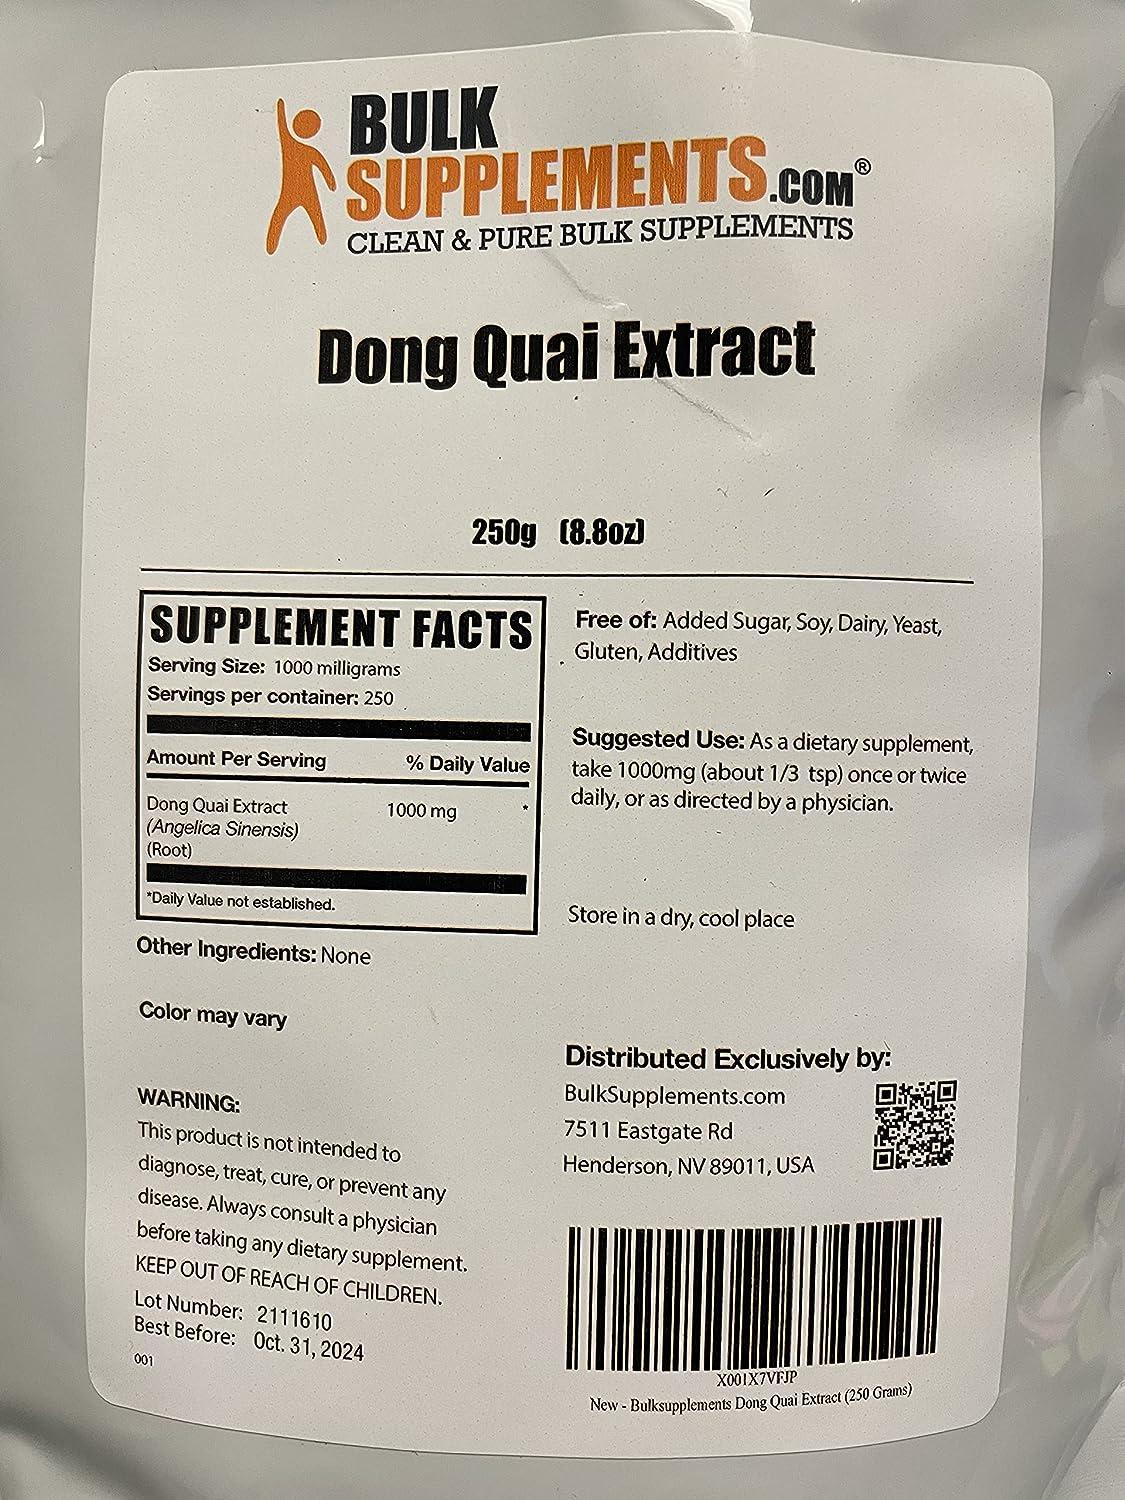 BULK
SUPPLEMENTS.COM®
CLEAN & PURE BULK SUPPLEMENTS
Dong Quai Extract
250g (8.8oz)
SUPPLEMENT FACTS
Serving Size: 1000 milligrams
Servings per container: 250
Amount Per Serving % Daily Value
Dong Quai Extract 1000 mg *
(Angelica Sinensis)
(Root)
*Daily Value not established.
Other Ingredients: None
Color may vary
WARNING:
This product is not intended to
diagnose, treat, cure, or prevent any
disease. Always consult a physician
before taking any dietary supplement.
KEEP OUT OF REACH OF CHILDREN.
Lot Number: 2111610
Best Before: Oct. 31, 2024
001
Free of: Added Sugar, Soy, Dairy, Yeast,
Gluten, Additives
Suggested Use: As a dietary supplement,
take 1000mg (about 1/3 tsp) once or twice
daily, or as directed by a physician.
Store in a dry, cool place
Distributed Exclusively by:
BulkSupplements.com
7511 Eastgate Rd
Henderson, NV 89011, USA
X001X7VFJP
New - Bulksupplements Dong Quai Extract (250 Grams)